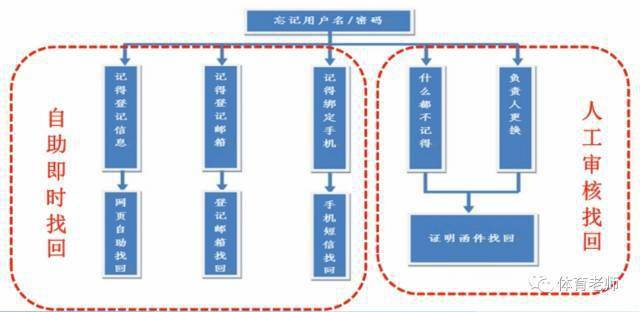 忘记用户名/密码
自助即时找回
记得登记信息
记得登记邮箱
记得绑定手机
什么都不记得
负责人更换
人工审核找回
网页自助找回
登记邮箱找回
手机短信找回
证明函件找回
体育老师